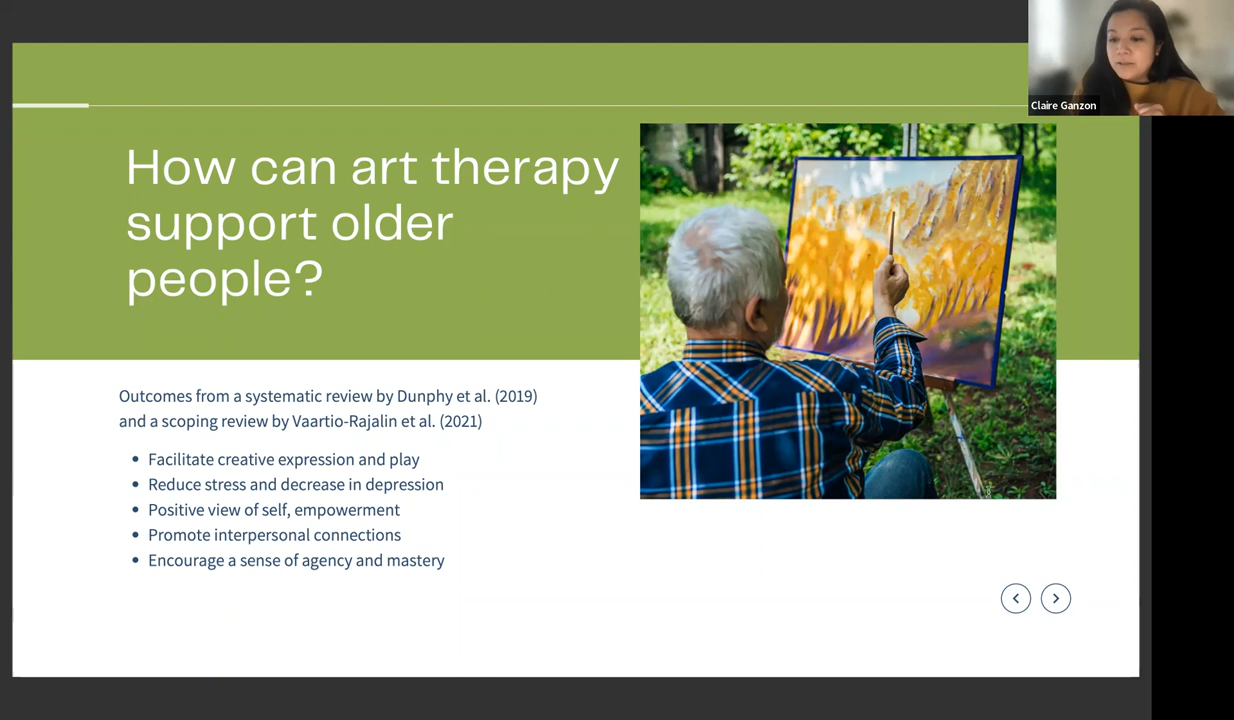 Claire Ganzon
How can art therapy
support older
people?
Outcomes from a systematic review by Dunphy et al. (2019)
and a scoping review by Vaartio-Rajalin et al. (2021)
• Facilitate creative expression and play
• Reduce stress and decrease in depression
• Positive view of self, empowerment
• Promote interpersonal connections
• Encourage a sense of agency and mastery